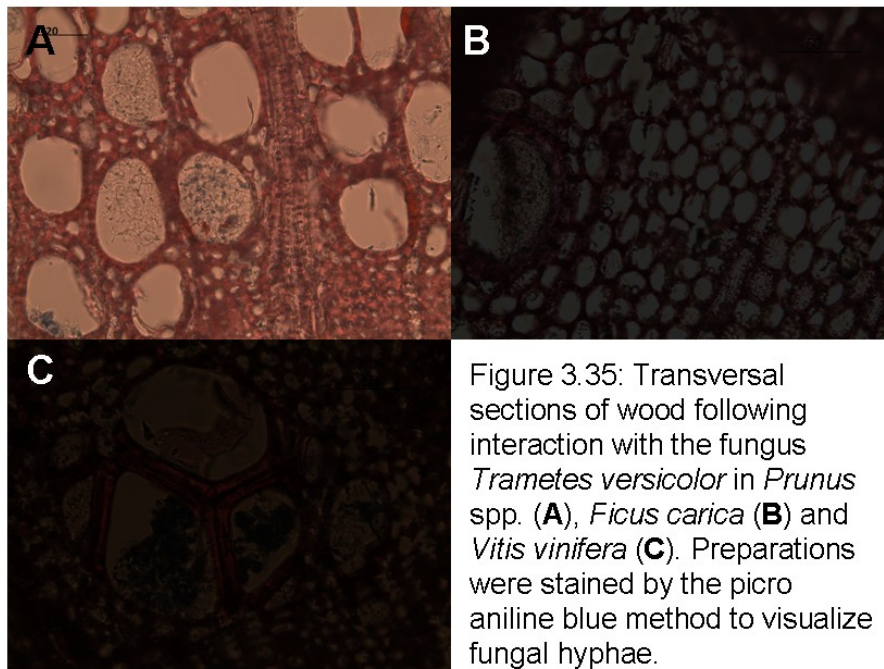 A
B
C
Figure 3.35: Transversal
sections of wood following
interaction with the fungus
Trametes versicolor in Prunus
spp. (A), Ficus carica (B) and
Vitis vinifera (C). Preparations
were stained by the picro
aniline blue method to visualize
fungal hyphae.